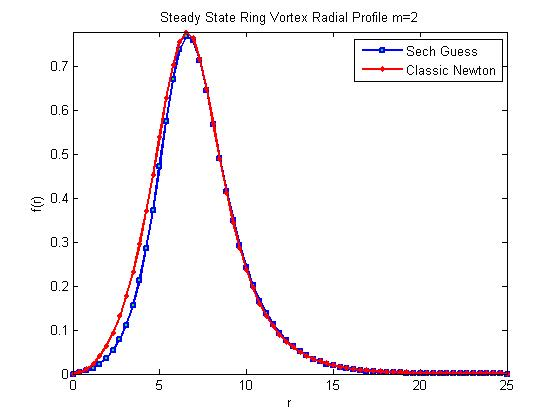 Steady State Ring Vortex Radial Profile m=2
Sech Guess
Classic Newton
0.7
0.6
0.5
0.4
0.3
0.2
0.1
0
f(r)
0 5 10 15 20 25
r